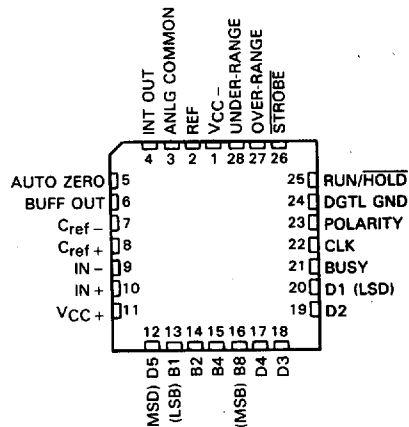 INT OUT
ANLG COMMON
REF
VCC -
UNDER-RANGE
OVER-RANGE
STROBE
4 3 2 1 28 27 26
AUTO ZERO 5
BUFF OUT 6
Cref - 7
Cref + 8
IN - 9
IN + 10
VCC + 11
25 RUN/HOLD
24 DGTL GND
23 POLARITY
22 CLK
21 BUSY
20 D1 (LSD)
19 D2
12 13 14 15 16 17 18
MSD) D5
(LSB) B1
B2
B4
(MSB) B8
D4
D3